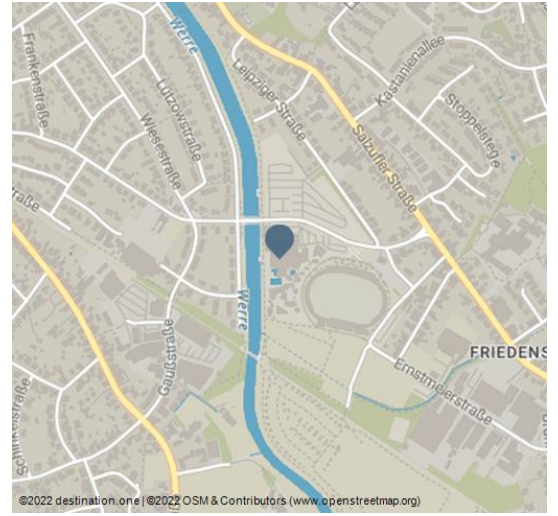 Werre
Frankenstraße
Lützowstraße
Wiesestraße
Leipziger Straße
Kastanienallee
Stoppelstege
Salzufler Straße
Werre
Gaußstraße
FRIEDENS
Ernstmeierstraße
©2022 destination.one | ©2022 OSM & Contributors (www.openstreetmap.org)